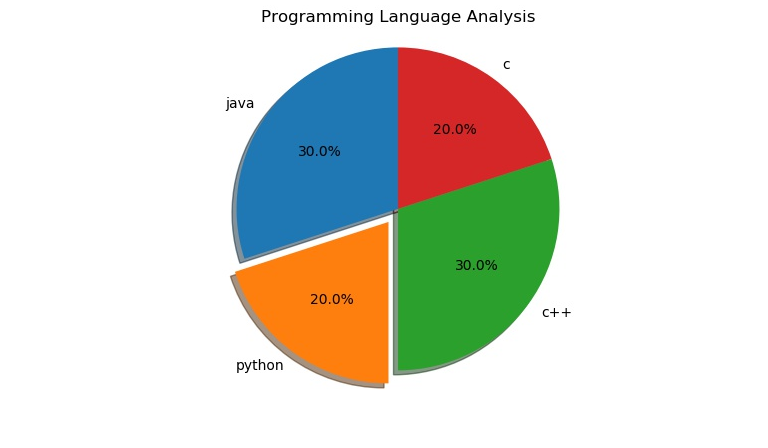 Programming Language Analysis
c
java
20.0%
30.0%
30.0%
20.0%
c++
python